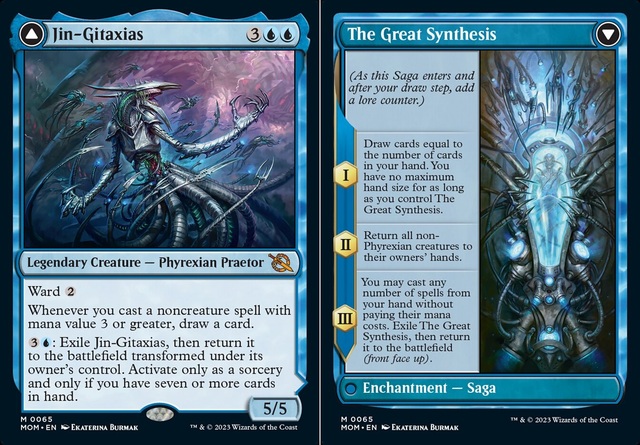 Jin-Gitaxias 3
Legendary Creature — Phyrexian Praetor
Ward 2
Whenever you cast a noncreature spell with
mana value 3 or greater, draw a card.
3: Exile Jin-Gitaxias, then return it
to the battlefield transformed under its
owner's control. Activate only as a sorcery
and only if you have seven or more cards
in hand.
5/5
M 0065
MOM • EN Ekaterina Burmak
™ & © 2023 Wizards of the Coast
The Great Synthesis
(As this Saga enters and
after your draw step, add
a lore counter.)
I
Draw cards equal to
the number of cards
in your hand. You
have no maximum
hand size for as long
as you control The
Great Synthesis.
II
Return all non-
Phyrexian creatures to
their owners' hands.
III
You may cast any
number of spells from
your hand without
paying their mana
costs. Exile The Great
Synthesis, then return
it to the battlefield
(front face up).
Enchantment — Saga
M 0065
MOM • EN Ekaterina Burmak
™ & © 2023 Wizards of the Coast